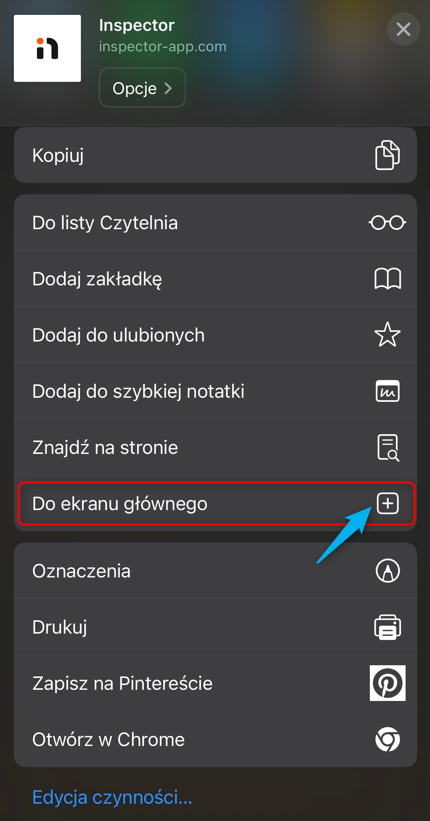 Inspector
inspector-app.com
Opcje
Kopiuj
Do listy Czytelnia
Dodaj zakładkę
Dodaj do ulubionych
Dodaj do szybkiej notatki
Znajdź na stronie
Do ekranu głównego
Oznaczenia
Drukuj
Zapisz na Pintereście
Otwórz w Chrome
Edycja czynności...